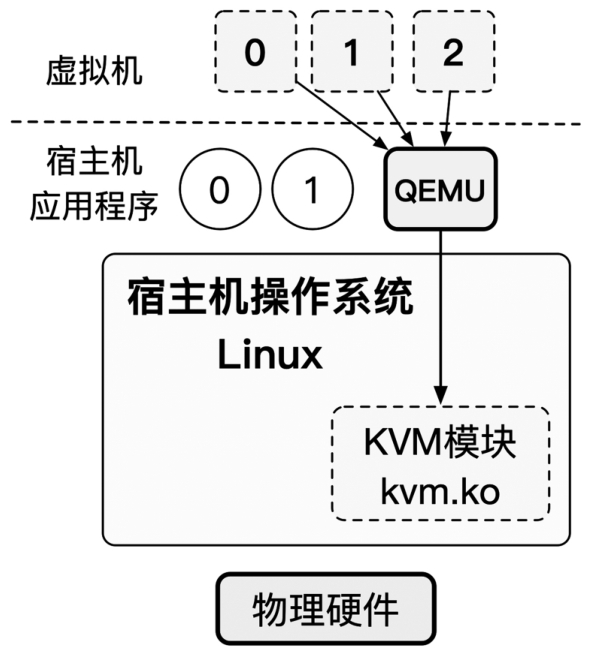 0 1 2
虚拟机
宿主机
应用程序
0 1
QEMU
宿主机操作系统
Linux
KVM模块
kvm.ko
物理硬件